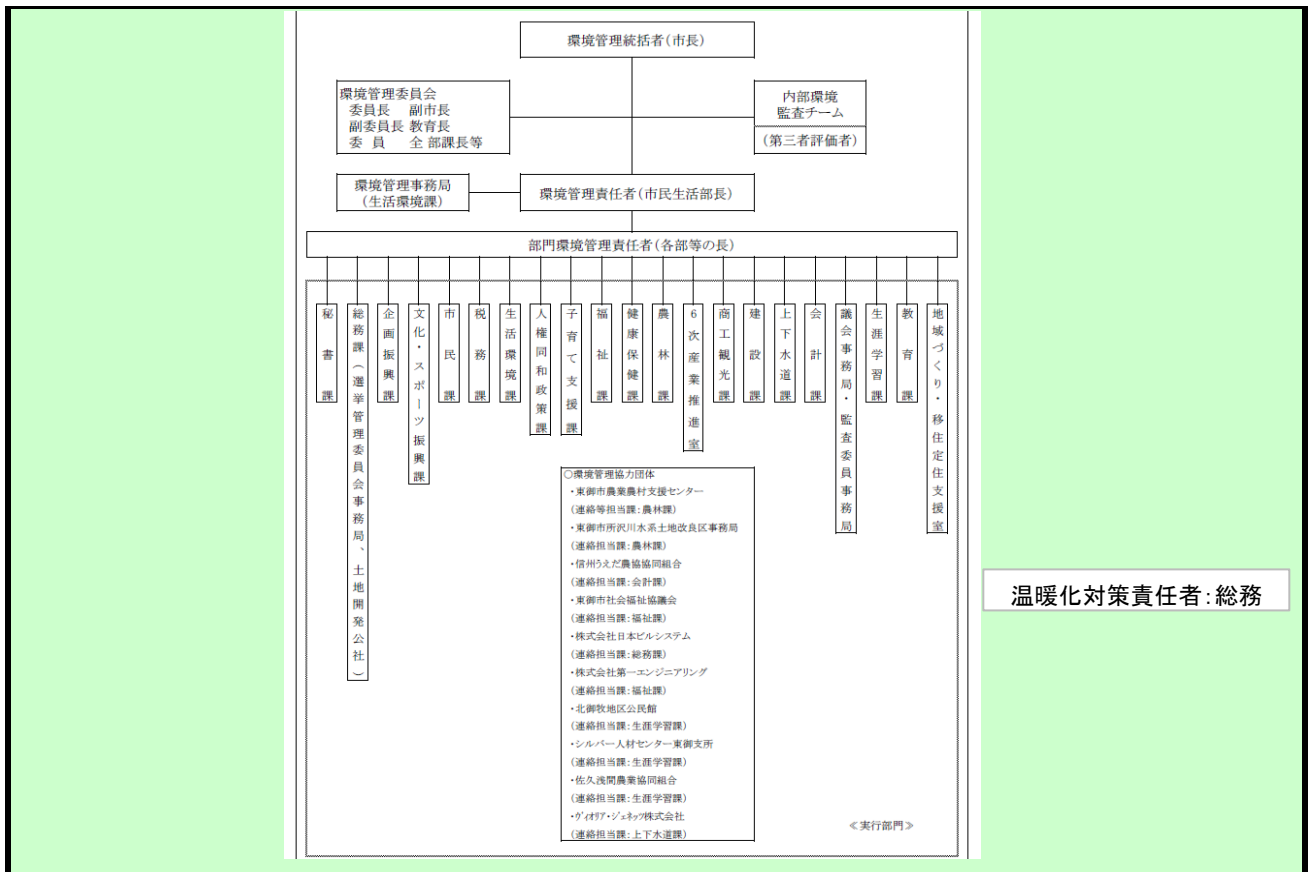 環境管理統括者(市長)
環境管理委員会
委員長 副市長
副委員長 教育長
委 員 全 部課長等
内部環境
監査チーム
(第三者評価者)
環境管理事務局
(生活環境課)
環境管理責任者(市民生活部長)
部門環境管理責任者(各部等の長)
秘書課
総務課(選挙管理委員会事務局、土地開発公社)
企画振興課
文化・スポーツ振興課
市民課
税務課
生活環境課
人権同和政策課
子育て支援課
福祉課
健康保健課
農林課
6次産業推進室
商工観光課
建設課
上下水道課
会計課
議会事務局・監査委員事務局
生涯学習課
教育課
地域づくり・移住定住支援室
○環境管理協力団体
・東御市農業農村支援センター
(連絡等担当課:農林課)
・東御市所沢川水系土地改良区事務局
(連絡担当課:農林課)
・信州うえだ農協協同組合
(連絡担当課:会計課)
・東御市社会福祉協議会
(連絡担当課:福祉課)
・株式会社日本ビルシステム
(連絡担当課:総務課)
・株式会社第一エンジニアリング
(連絡担当課:福祉課)
・北御牧地区公民館
(連絡担当課:生涯学習課)
・シルバー人材センター東御支所
(連絡担当課:生涯学習課)
・佐久浅間農業協同組合
(連絡担当課:生涯学習課)
・ヴィオリア・ジェネッツ株式会社
(連絡担当課:上下水道課)
≪実行部門≫
温暖化対策責任者:総務